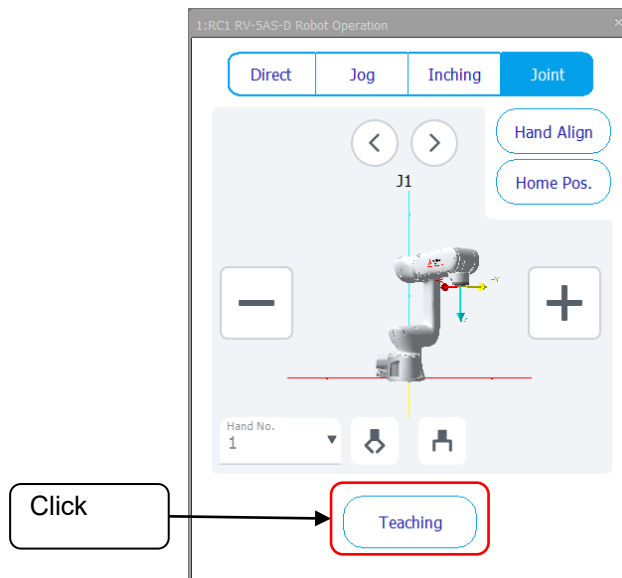 1:RC1 RV-5AS-D Robot Operation
Direct Jog Inching Joint
Hand Align
Home Pos.
J1
-Y
Hand No.
1
Click
Teaching